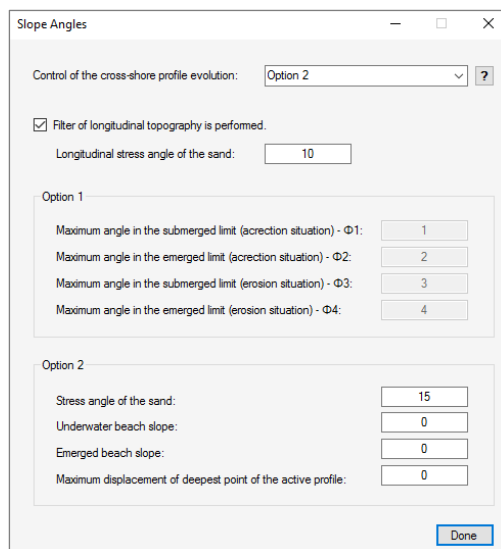 Slope Angles
Control of the cross-shore profile evolution: Option 2 ?
Filter of longitudinal topography is performed.
Longitudinal stress angle of the sand: 10
Option 1
Maximum angle in the submerged limit (acrection situation) - Φ1: 1
Maximum angle in the emerged limit (acrection situation) - Φ2: 2
Maximum angle in the submerged limit (erosion situation) - Φ3: 3
Maximum angle in the emerged limit (erosion situation) - Φ4: 4
Option 2
Stress angle of the sand: 15
Underwater beach slope: 0
Emerged beach slope: 0
Maximum displacement of deepest point of the active profile: 0
Done